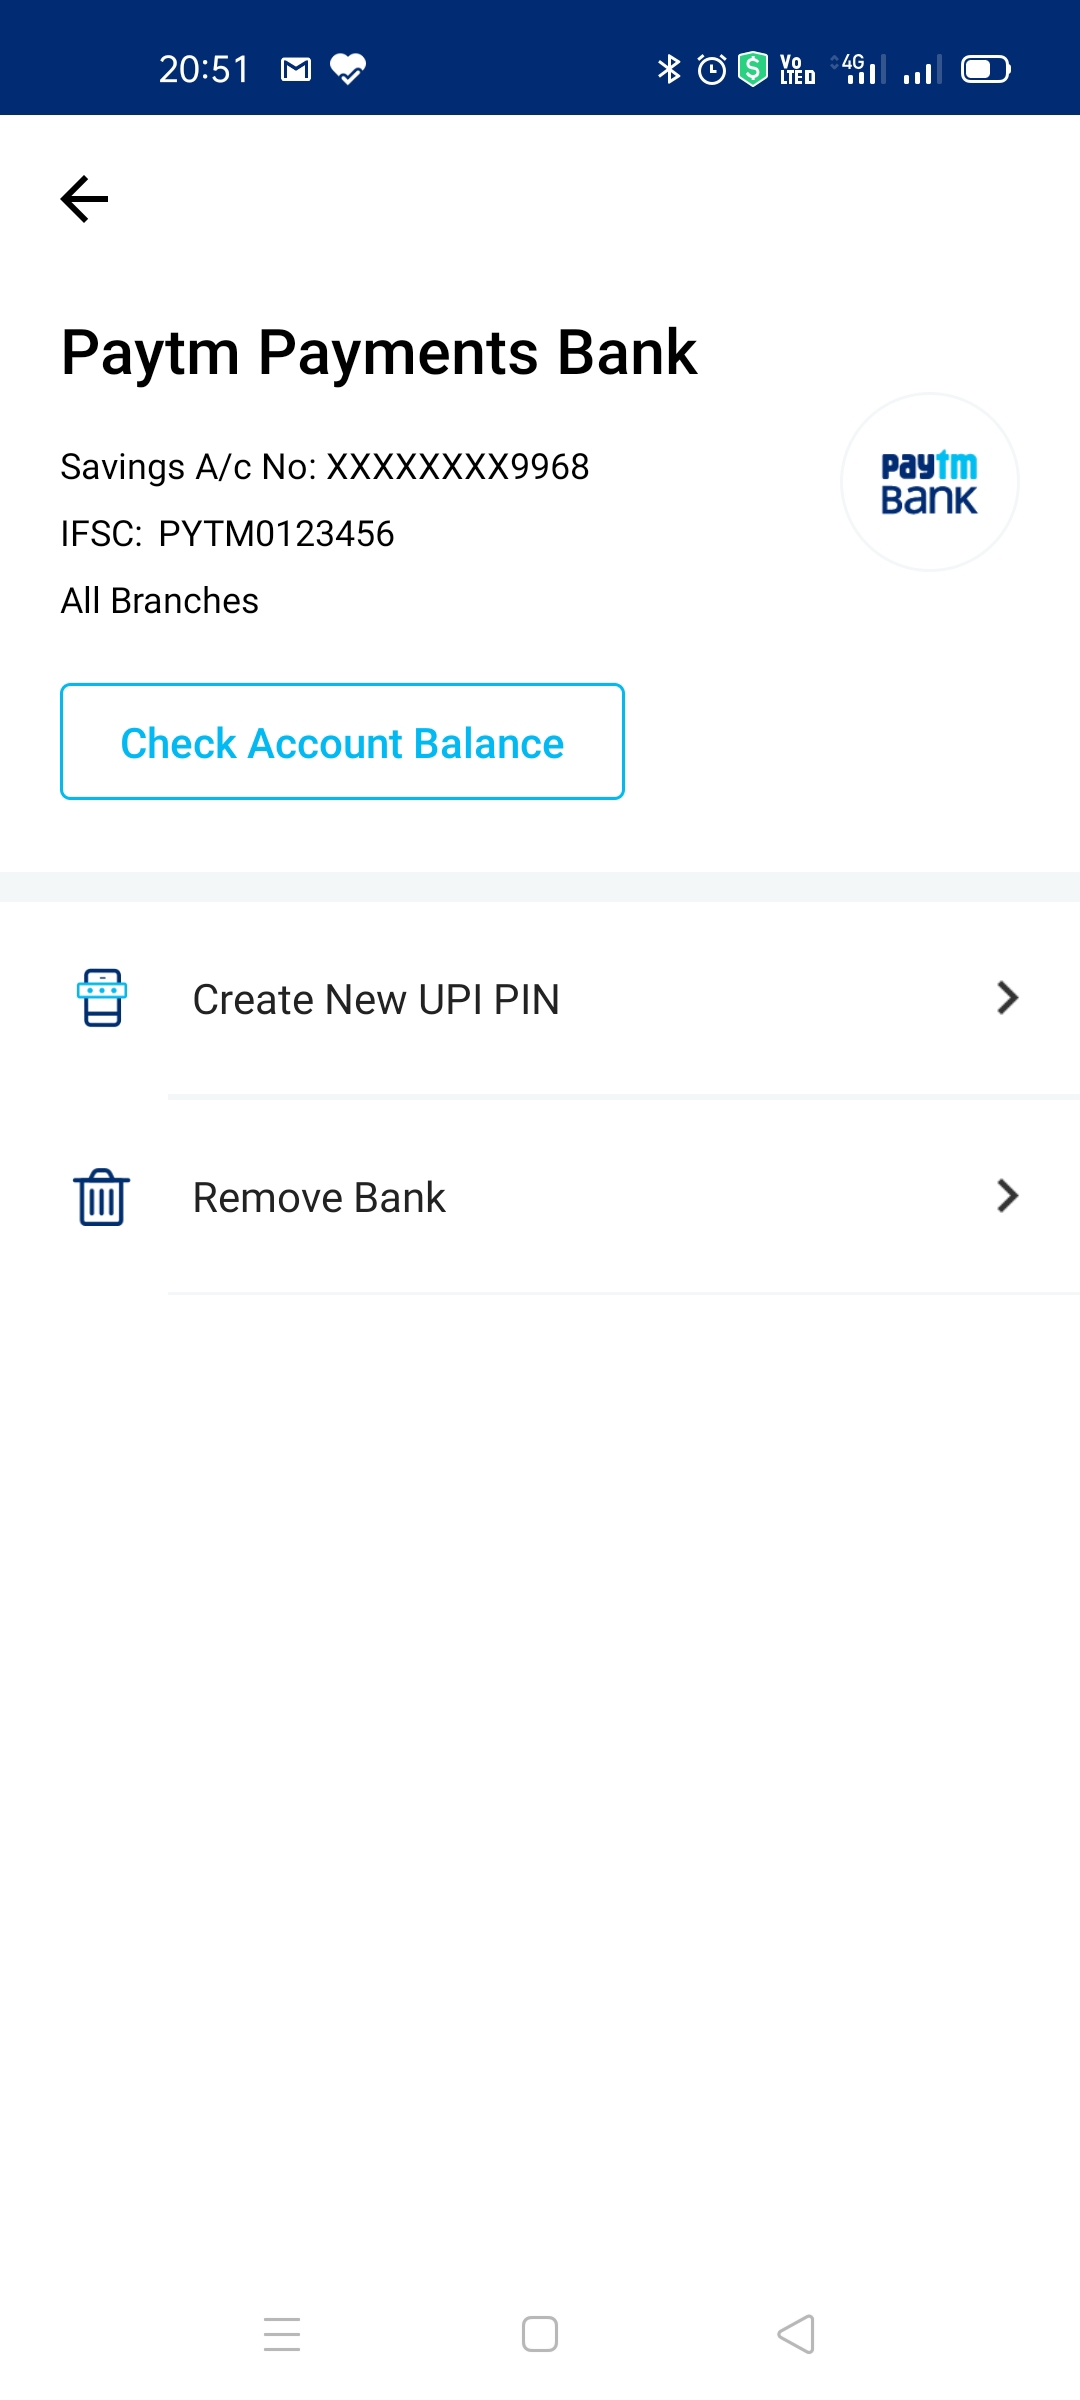 20:51
Vo
LTED
4G
Paytm Payments Bank
Savings A/c No: XXXXXXXX9968
IFSC: PYTM0123456
All Branches
paytm
BANK
Check Account Balance
Create New UPI PIN
Remove Bank